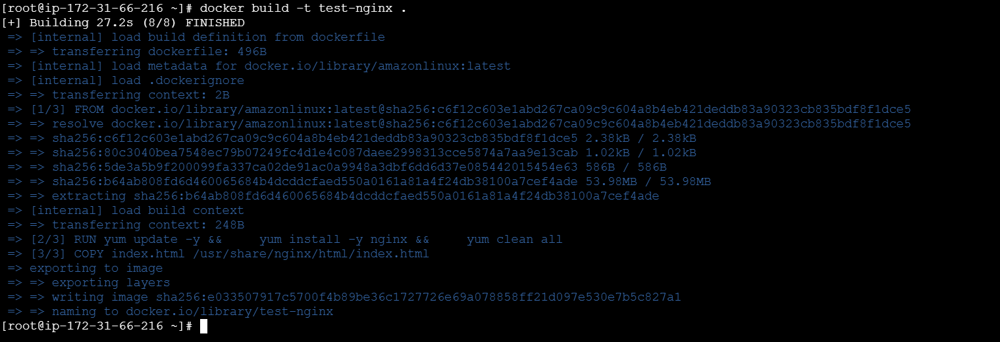 [root@ip-172-31-66-216 ~]# docker build -t test-nginx .
[+] Building 27.2s (8/8) FINISHED
=> [internal] load build definition from dockerfile
=> => transferring dockerfile: 496B
=> [internal] load metadata for docker.io/library/amazonlinux:latest
=> [internal] load .dockerignore
=> => transferring context: 2B
=> [1/3] FROM docker.io/library/amazonlinux:latest@sha256:c6f12c603e1abd267ca09c9c604a8b4eb421deddb83a90323cb835bdf8f1dce5
=> => resolve docker.io/library/amazonlinux:latest@sha256:c6f12c603e1abd267ca09c9c604a8b4eb421deddb83a90323cb835bdf8f1dce5
=> => sha256:c6f12c603e1abd267ca09c9c604a8b4eb421deddb83a90323cb835bdf8f1dce5 2.38kB / 2.38kB
=> => sha256:80c3040bea7548ec79b07249fc4d1e4c087daee2998313cce5874a7aa9e13cab 1.02kB / 1.02kB
=> => sha256:5de3a5b9f200099fa337ca02de91ac0a9948a3dbf6dd6d37e085442015454e63 586B / 586B
=> => sha256:b64ab808fd6d460065684b4dcddcfaed550a0161a81a4f24db38100a7cef4ade 53.98MB / 53.98MB
=> => extracting sha256:b64ab808fd6d460065684b4dcddcfaed550a0161a81a4f24db38100a7cef4ade
=> [internal] load build context
=> => transferring context: 248B
=> [2/3] RUN yum update -y &&     yum install -y nginx &&     yum clean all
=> [3/3] COPY index.html /usr/share/nginx/html/index.html
=> exporting to image
=> => exporting layers
=> => writing image sha256:e033507917c5700f4b89be36c1727726e69a078858ff21d097e530e7b5c827a1
=> => naming to docker.io/library/test-nginx
[root@ip-172-31-66-216 ~]#